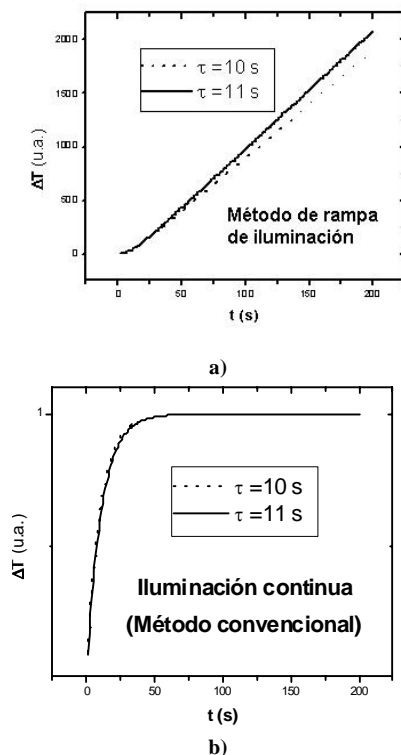 2000
1500
1000
500
0
ΔT (u.a.)
τ = 10 s
τ = 11 s
Método de rampa
de iluminación
0 50 100 150 200
t (s)
a)
1
ΔT (u.a.)
τ = 10 s
τ = 11 s
Iluminación continua
(Método convencional)
0 50 100 150 200
t (s)
b)